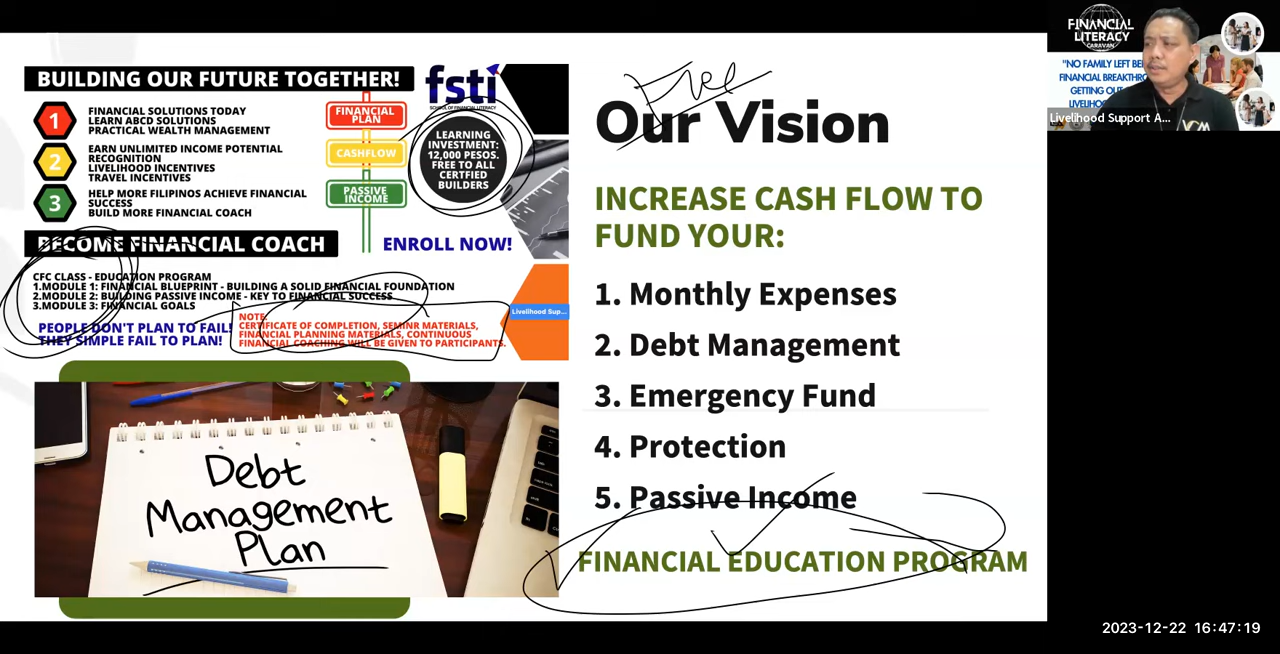 BUILDING OUR FUTURE TOGETHER!
fsti
SCHOOL OF FINANCIAL LITERACY
1
FINANCIAL SOLUTIONS TODAY
LEARN ABCD SOLUTIONS
PRACTICAL WEALTH MANAGEMENT
2
EARN UNLIMITED INCOME POTENTIAL
RECOGNITION
LIVELIHOOD INCENTIVES
TRAVEL INCENTIVES
3
HELP MORE FILIPINOS ACHIEVE FINANCIAL
SUCCESS
BUILD MORE FINANCIAL COACH
FINANCIAL
PLAN
CASHFLOW
PASSIVE
INCOME
LEARNING
INVESTMENT:
12,000 PESOS.
FREE TO ALL
CERTFIED
BUILDERS
BECOME FINANCIAL COACH
ENROLL NOW!
CFC CLASS - EDUCATION PROGRAM
1.MODULE 1: FINANCIAL BLUEPRINT - BUILDING A SOLID FINANCIAL FOUNDATION
2.MODULE 2: BUILDING PASSIVE INCOME - KEY TO FINANCIAL SUCCESS
3.MODULE 3: FINANCIAL GOALS
PEOPLE DON'T PLAN TO FAIL!
THEY SIMPLE FAIL TO PLAN!
NOTE:
CERTIFICATE OF COMPLETION, SEMINR MATERIALS,
FINANCIAL PLANNING MATERIALS, CONTINUOUS
FINANCIAL COACHING WILL BE GIVEN TO PARTICIPANTS.
Livelihood Sup...
Debt
Management
Plan
Free
Our Vision
INCREASE CASH FLOW TO
FUND YOUR:
1. Monthly Expenses
2. Debt Management
3. Emergency Fund
4. Protection
5. Passive Income
FINANCIAL EDUCATION PROGRAM
FINANCIAL
LITERACY
CARAVAN
"NO FAMILY LEFT
FINANCIAL
GETTING
Livelihood Support A...
2023-12-22 16:47:19